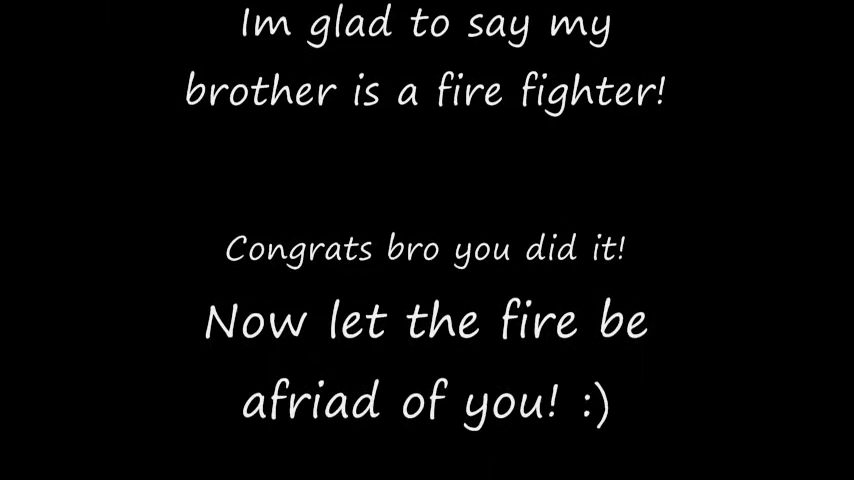 Im glad to say my
brother is a fire fighter!
Congrats bro you did it!
Now let the fire be
afriad of you! :)